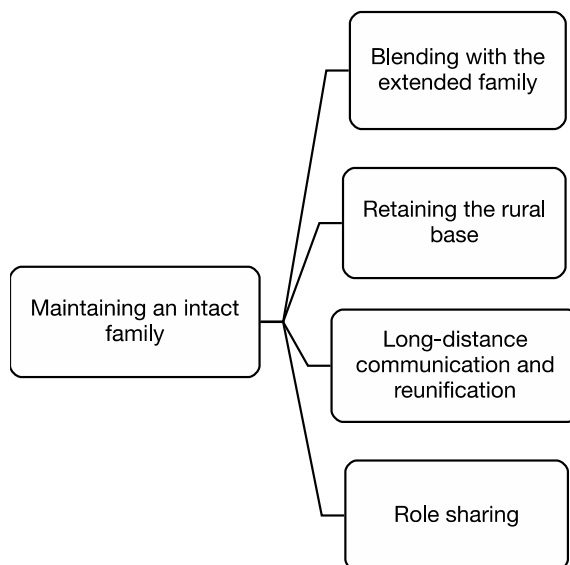 Blending with the
extended family
Retaining the rural
base
Maintaining an intact
family
Long-distance
communication and
reunification
Role sharing